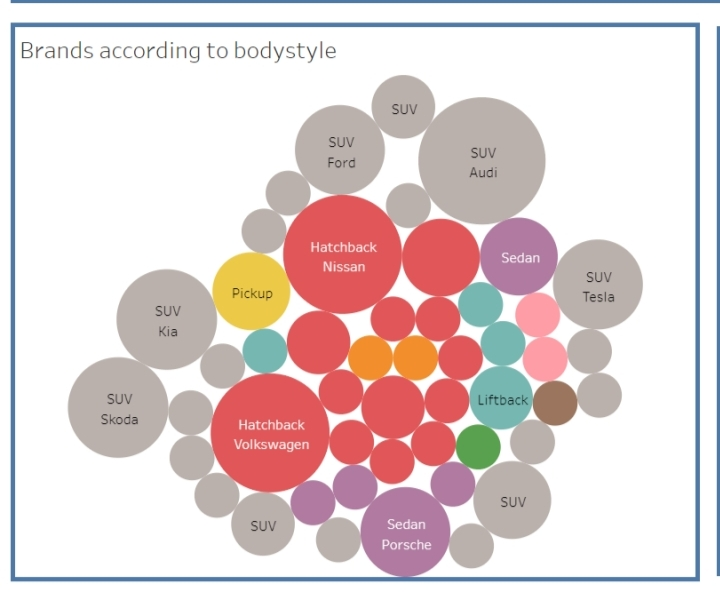 Brands according to bodystyle
SUV
SUV
Ford
SUV
Audi
Hatchback
Nissan
Sedan
SUV
Tesla
Pickup
SUV
Kia
SUV
Skoda
Liftback
Hatchback
Volkswagen
SUV
SUV
Sedan
Porsche